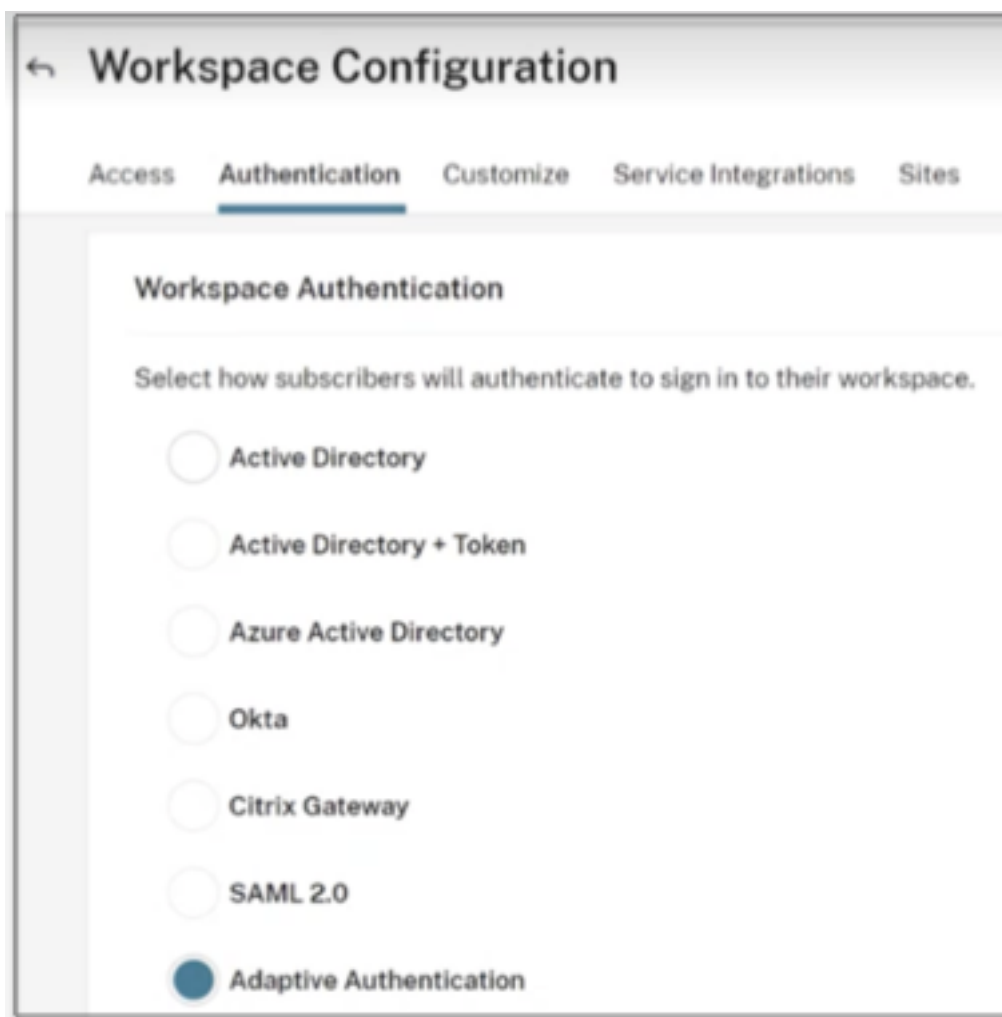 Workspace Configuration
Access Authentication Customize Service Integrations Sites
Workspace Authentication
Select how subscribers will authenticate to sign in to their workspace.
Active Directory
Active Directory + Token
Azure Active Directory
Okta
Citrix Gateway
SAML 2.0
Adaptive Authentication